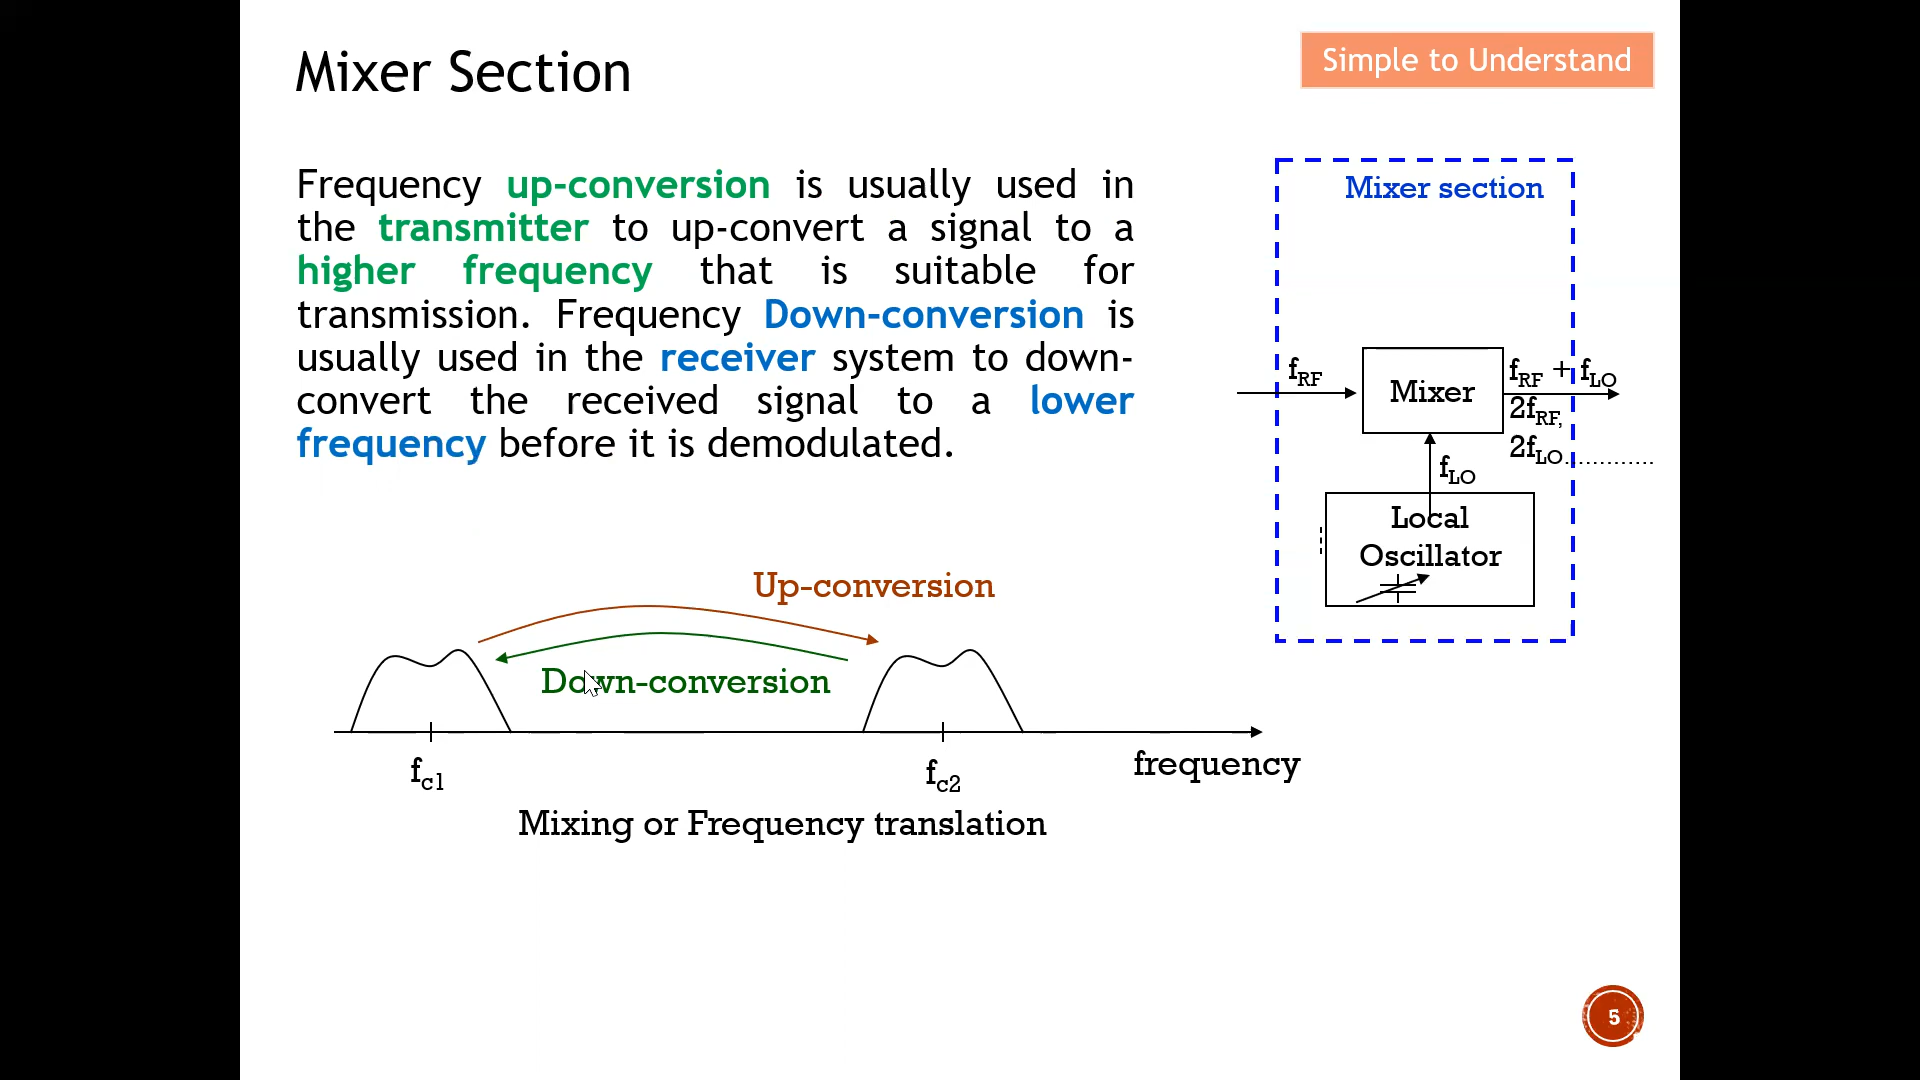 Mixer Section
Simple to Understand
Frequency up-conversion is usually used in
the transmitter to up-convert a signal to a
higher frequency that is suitable for
transmission. Frequency Down-conversion is
usually used in the receiver system to down-
convert the received signal to a lower
frequency before it is demodulated.
Mixer section
fRF
Mixer
fRF + fLO
2fRF,
2fLO............
fLO
Local
Oscillator
Up-conversion
Down-conversion
fc1
fc2
frequency
Mixing or Frequency translation
5